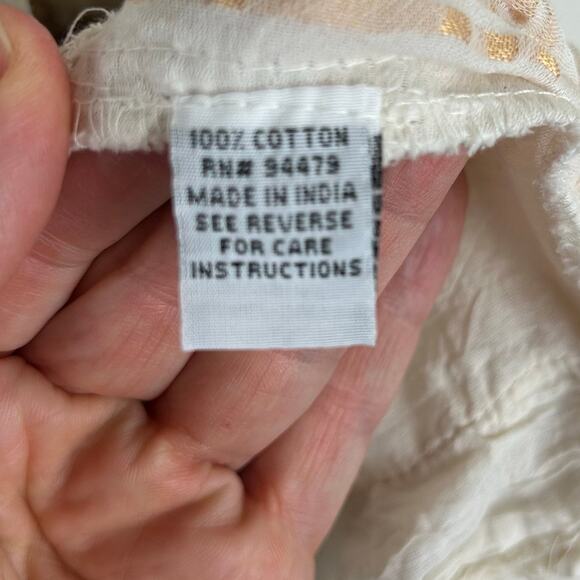 100% COTTON
RN# 94479
MADE IN INDIA
SEE REVERSE
FOR CARE
INSTRUCTIONS